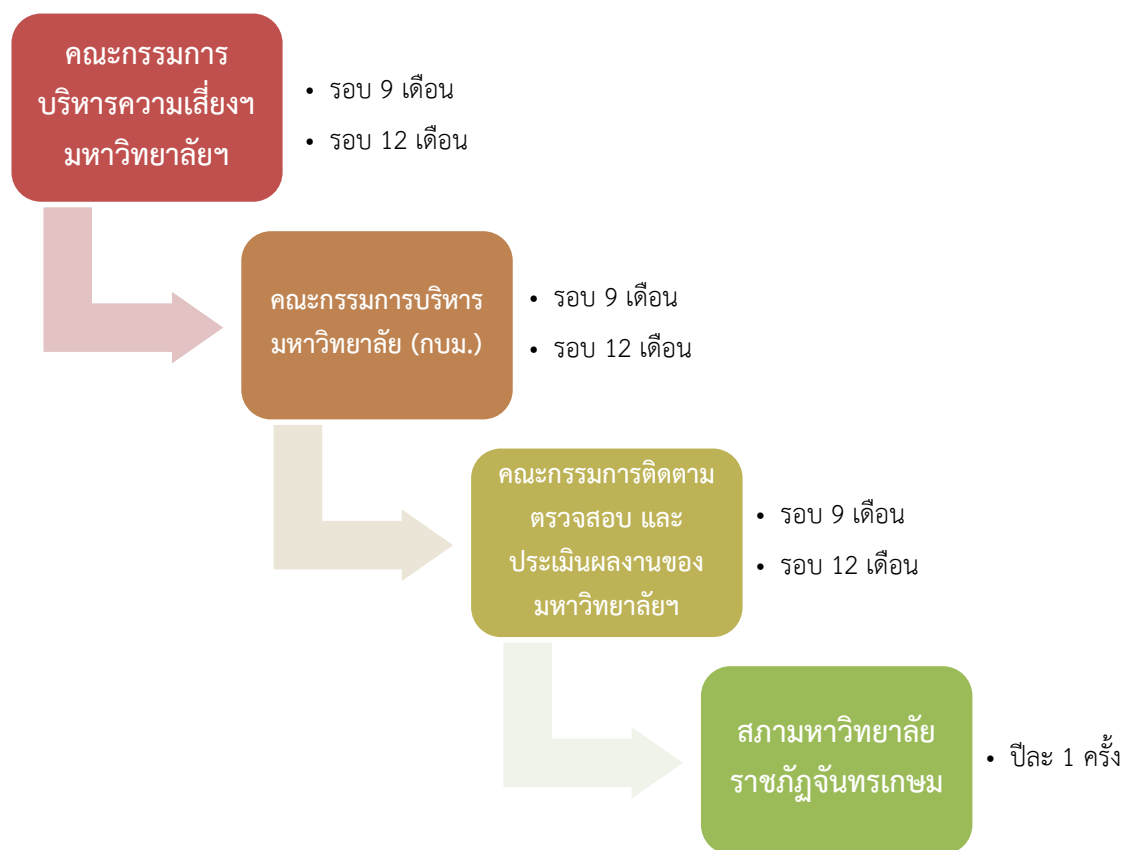 คณะกรรมการ
บริหารความเสี่ยงฯ
มหาวิทยาลัยฯ
• รอบ 9 เดือน
• รอบ 12 เดือน
คณะกรรมการบริหาร
มหาวิทยาลัย (กบม.)
• รอบ 9 เดือน
• รอบ 12 เดือน
คณะกรรมการติดตาม
ตรวจสอบ และ
ประเมินผลงานของ
มหาวิทยาลัยฯ
• รอบ 9 เดือน
• รอบ 12 เดือน
สภามหาวิทยาลัย
ราชภัฏจันทรเกษม
• ปีละ 1 ครั้ง